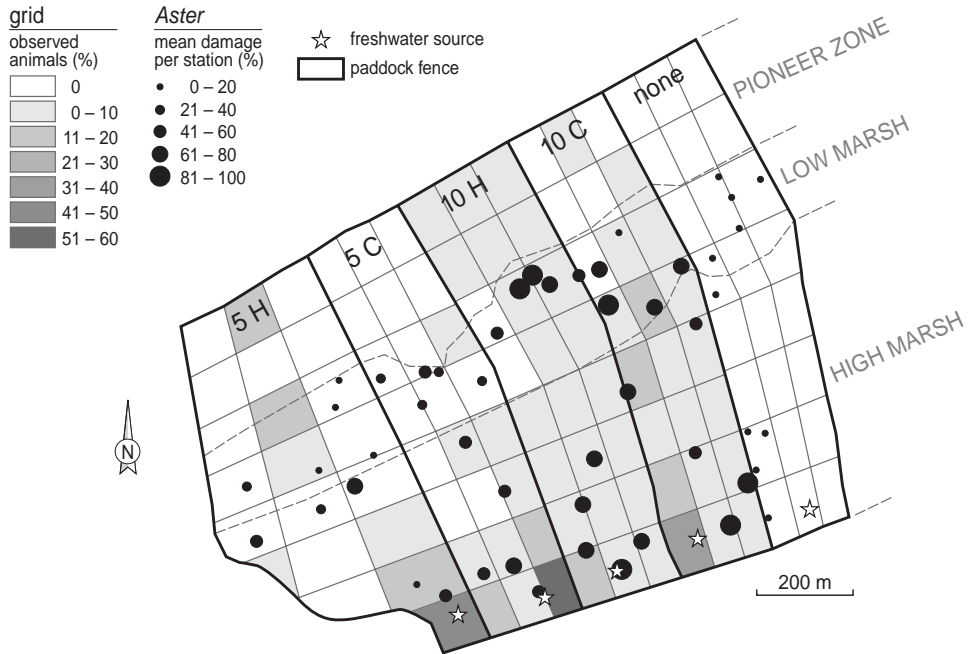 grid
observed
animals (%)
0
0 – 10
11 – 20
21 – 30
31 – 40
41 – 50
51 – 60
Aster
mean damage
per station (%)
0 – 20
21 – 40
41 – 60
61 – 80
81 – 100
freshwater source
paddock fence
5 H
5 C
10 H
10 C
none
PIONEER ZONE
LOW MARSH
HIGH MARSH
N
200 m